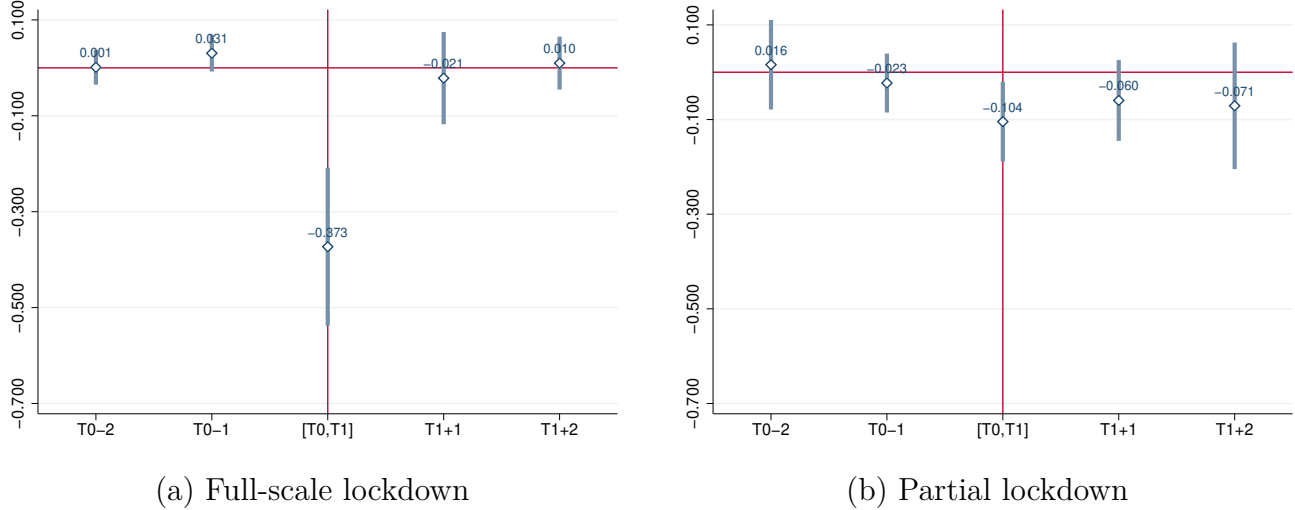 0.100
−0.100
−0.300
−0.500
−0.700
0.001
0.031
−0.373
−0.021
0.010
T0−2
T0−1
[T0,T1]
T1+1
T1+2
(a) Full-scale lockdown
0.100
−0.100
−0.300
−0.500
−0.700
0.016
−0.023
−0.104
−0.060
−0.071
T0−2
T0−1
[T0,T1]
T1+1
T1+2
(b) Partial lockdown